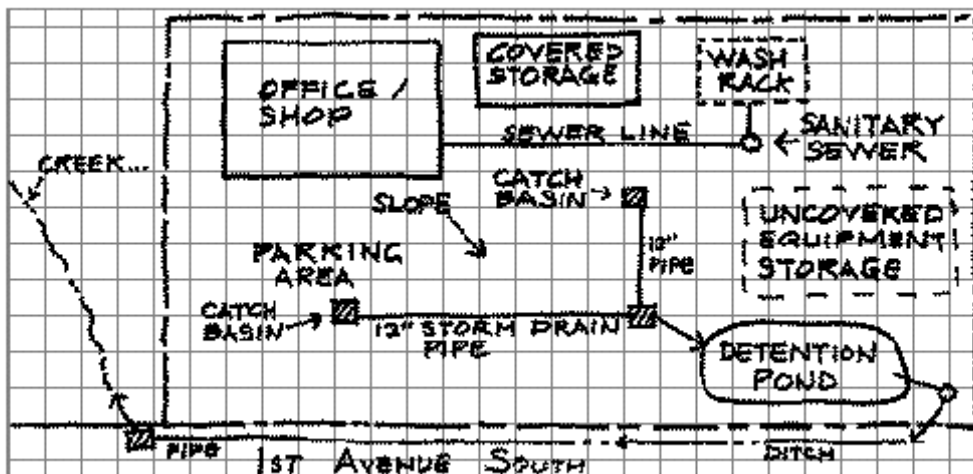 OFFICE /
SHOP
COVERED
STORAGE
WASH
RACK
SEWER LINE
SANITARY
SEWER
CREEK...
CATCH
BASIN
SLOPE
UNCOVERED
EQUIPMENT
STORAGE
PARKING
AREA
PIPE
CATCH
BASIN
12" STORM DRAIN
PIPE
DETENTION
POND
PIPE
DITCH
1ST AVENUE SOUTH